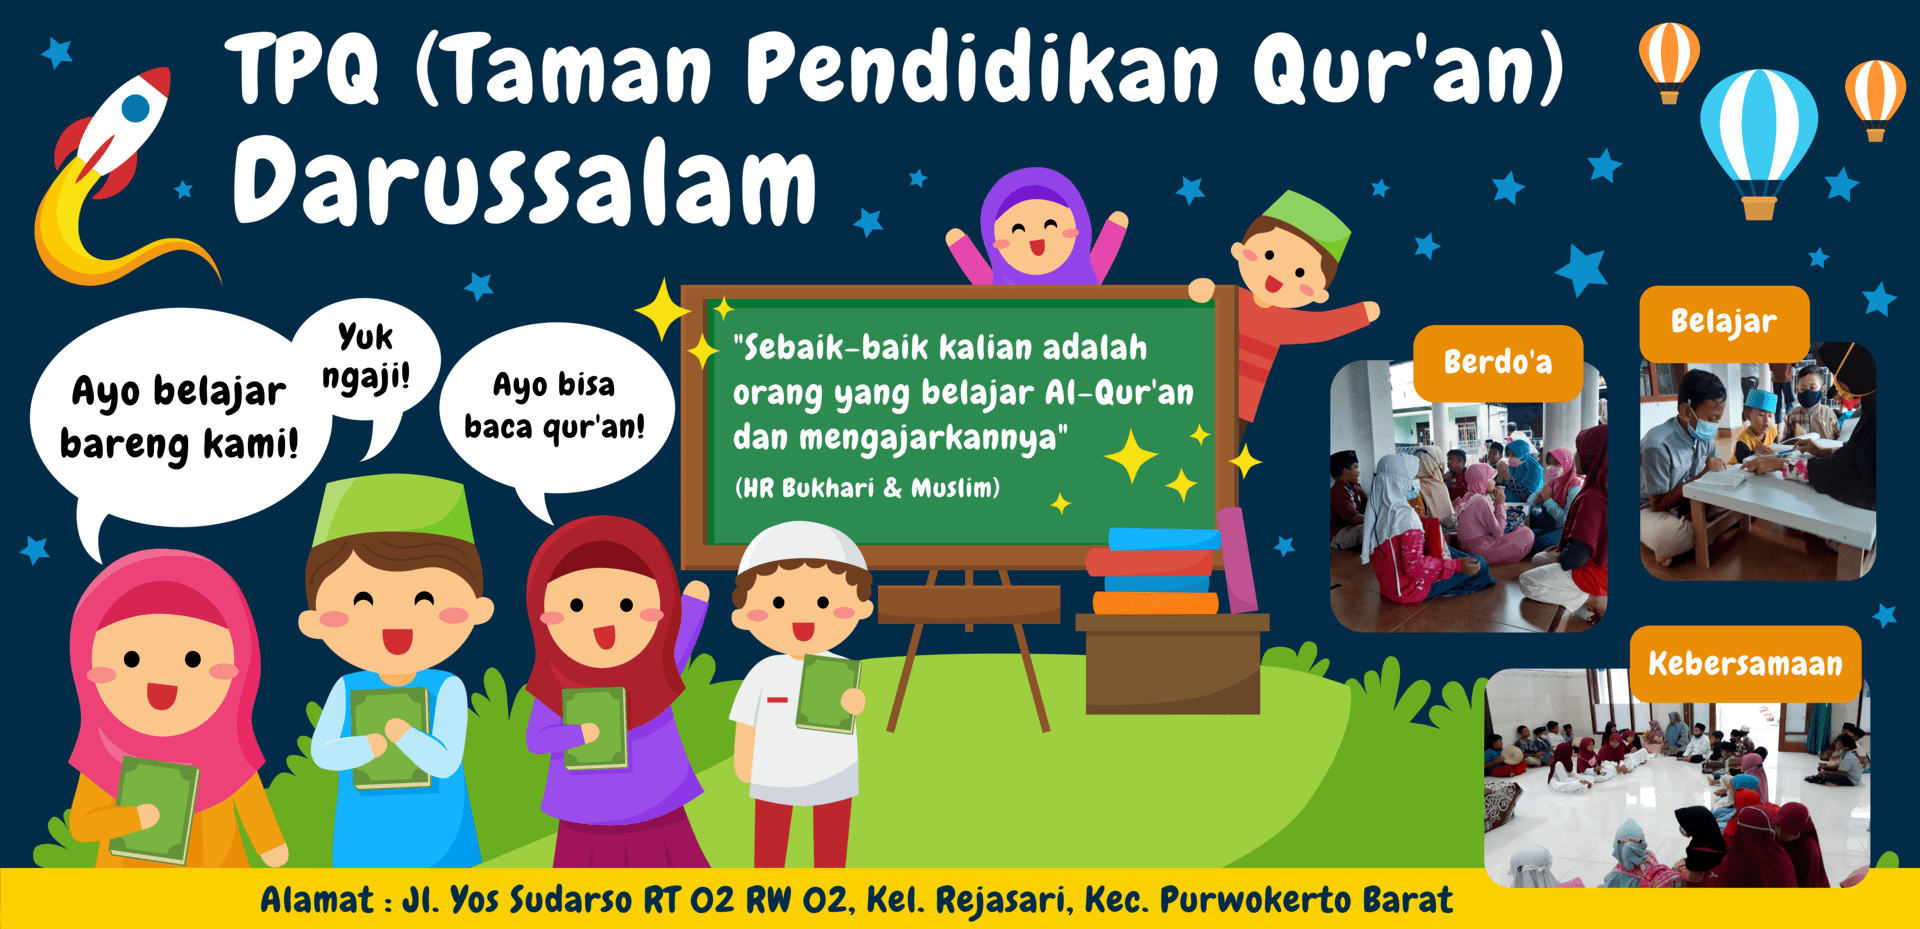 TPQ (Taman Pendidikan Qur'an)
Darussalam
Ayo belajar
bareng kami!
Yuk
ngaji!
Ayo bisa
baca qur'an!
"Sebaik-baik kalian adalah
orang yang belajar Al-Qur'an
dan mengajarkannya"
(HR Bukhari & Muslim)
Berdo'a
Belajar
Kebersamaan
Alamat : Jl. Yos Sudarso RT 02 RW 02, Kel. Rejasari, Kec. Purwokerto Barat